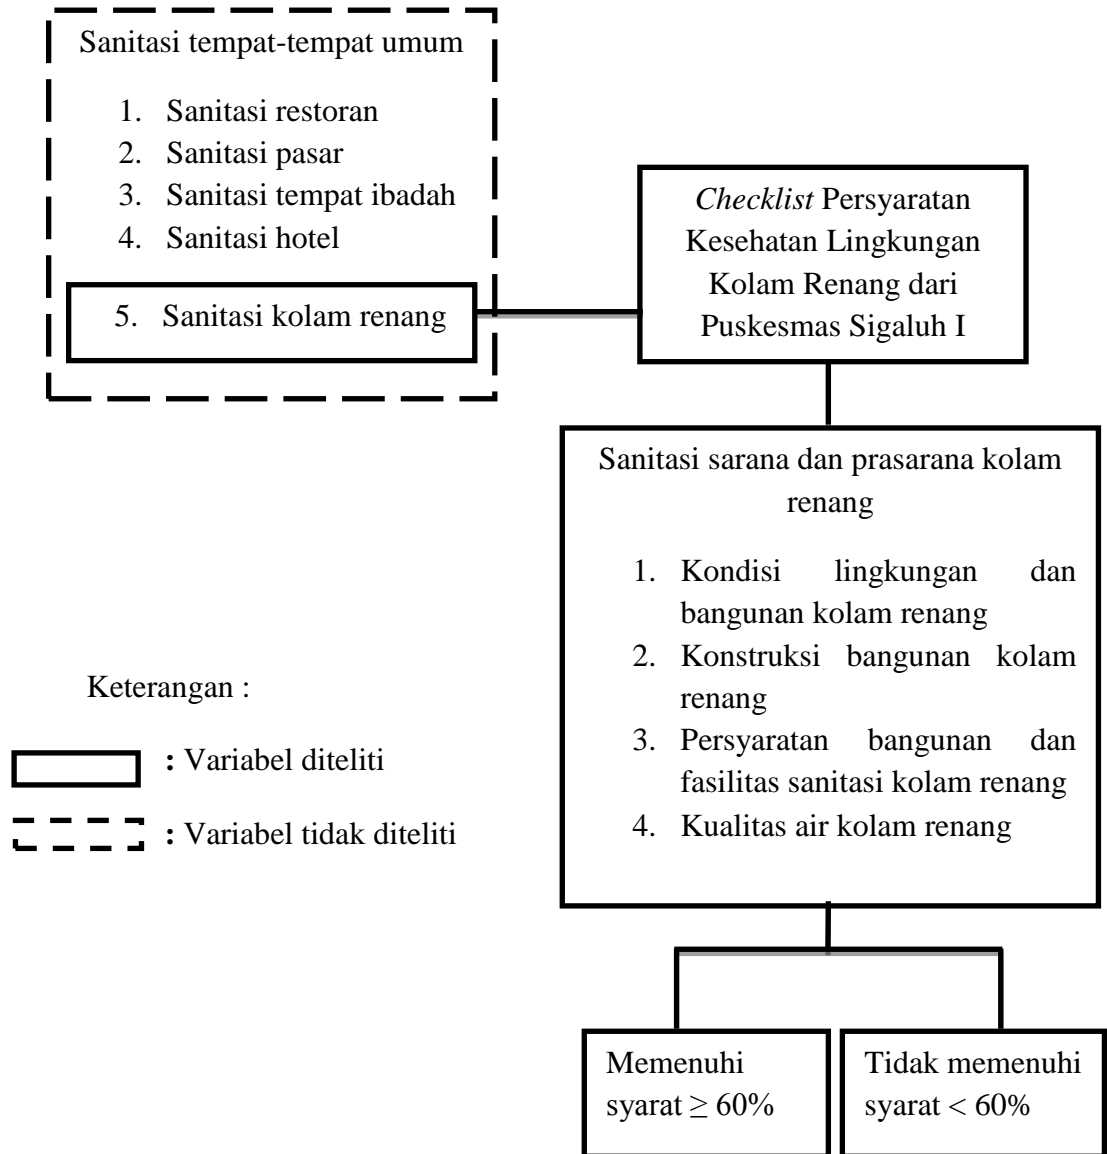 Sanitasi tempat-tempat umum
1. Sanitasi restoran
2. Sanitasi pasar
3. Sanitasi tempat ibadah
4. Sanitasi hotel
5. Sanitasi kolam renang
Checklist Persyaratan
Kesehatan Lingkungan
Kolam Renang dari
Puskesmas Sigaluh I
Sanitasi sarana dan prasarana kolam
renang
1. Kondisi lingkungan dan
bangunan kolam renang
2. Konstruksi bangunan kolam
renang
3. Persyaratan bangunan dan
fasilitas sanitasi kolam renang
4. Kualitas air kolam renang
Keterangan :
: Variabel diteliti
: Variabel tidak diteliti
Memenuhi
syarat ≥ 60%
Tidak memenuhi
syarat < 60%